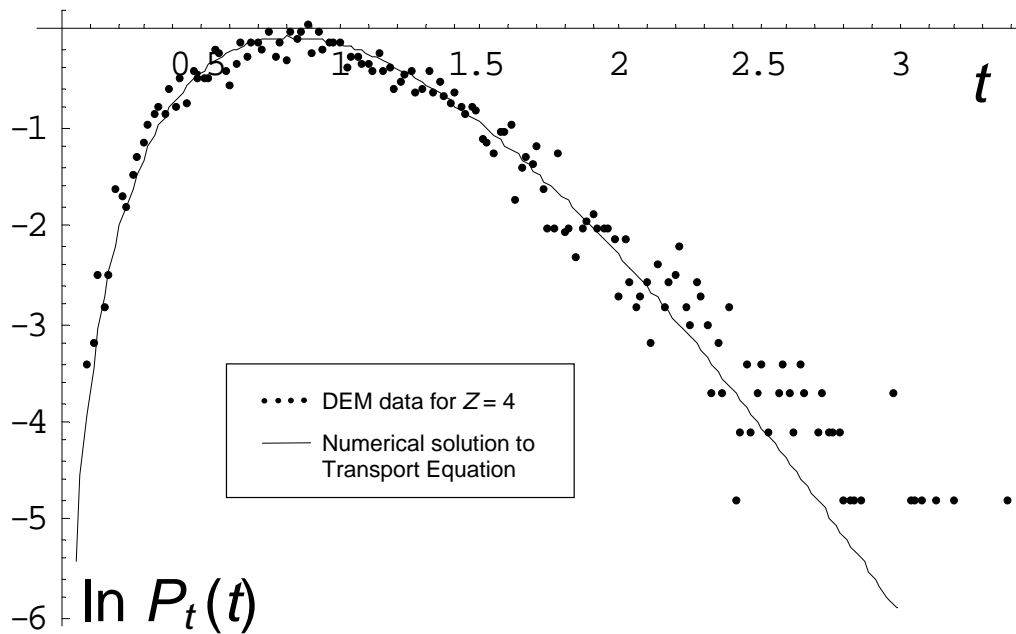 0.5 1 1.5 2 2.5 3
t
−1
−2
−3
−4
−5
−6
DEM data for Z = 4
Numerical solution to
Transport Equation
ln Pt(t)